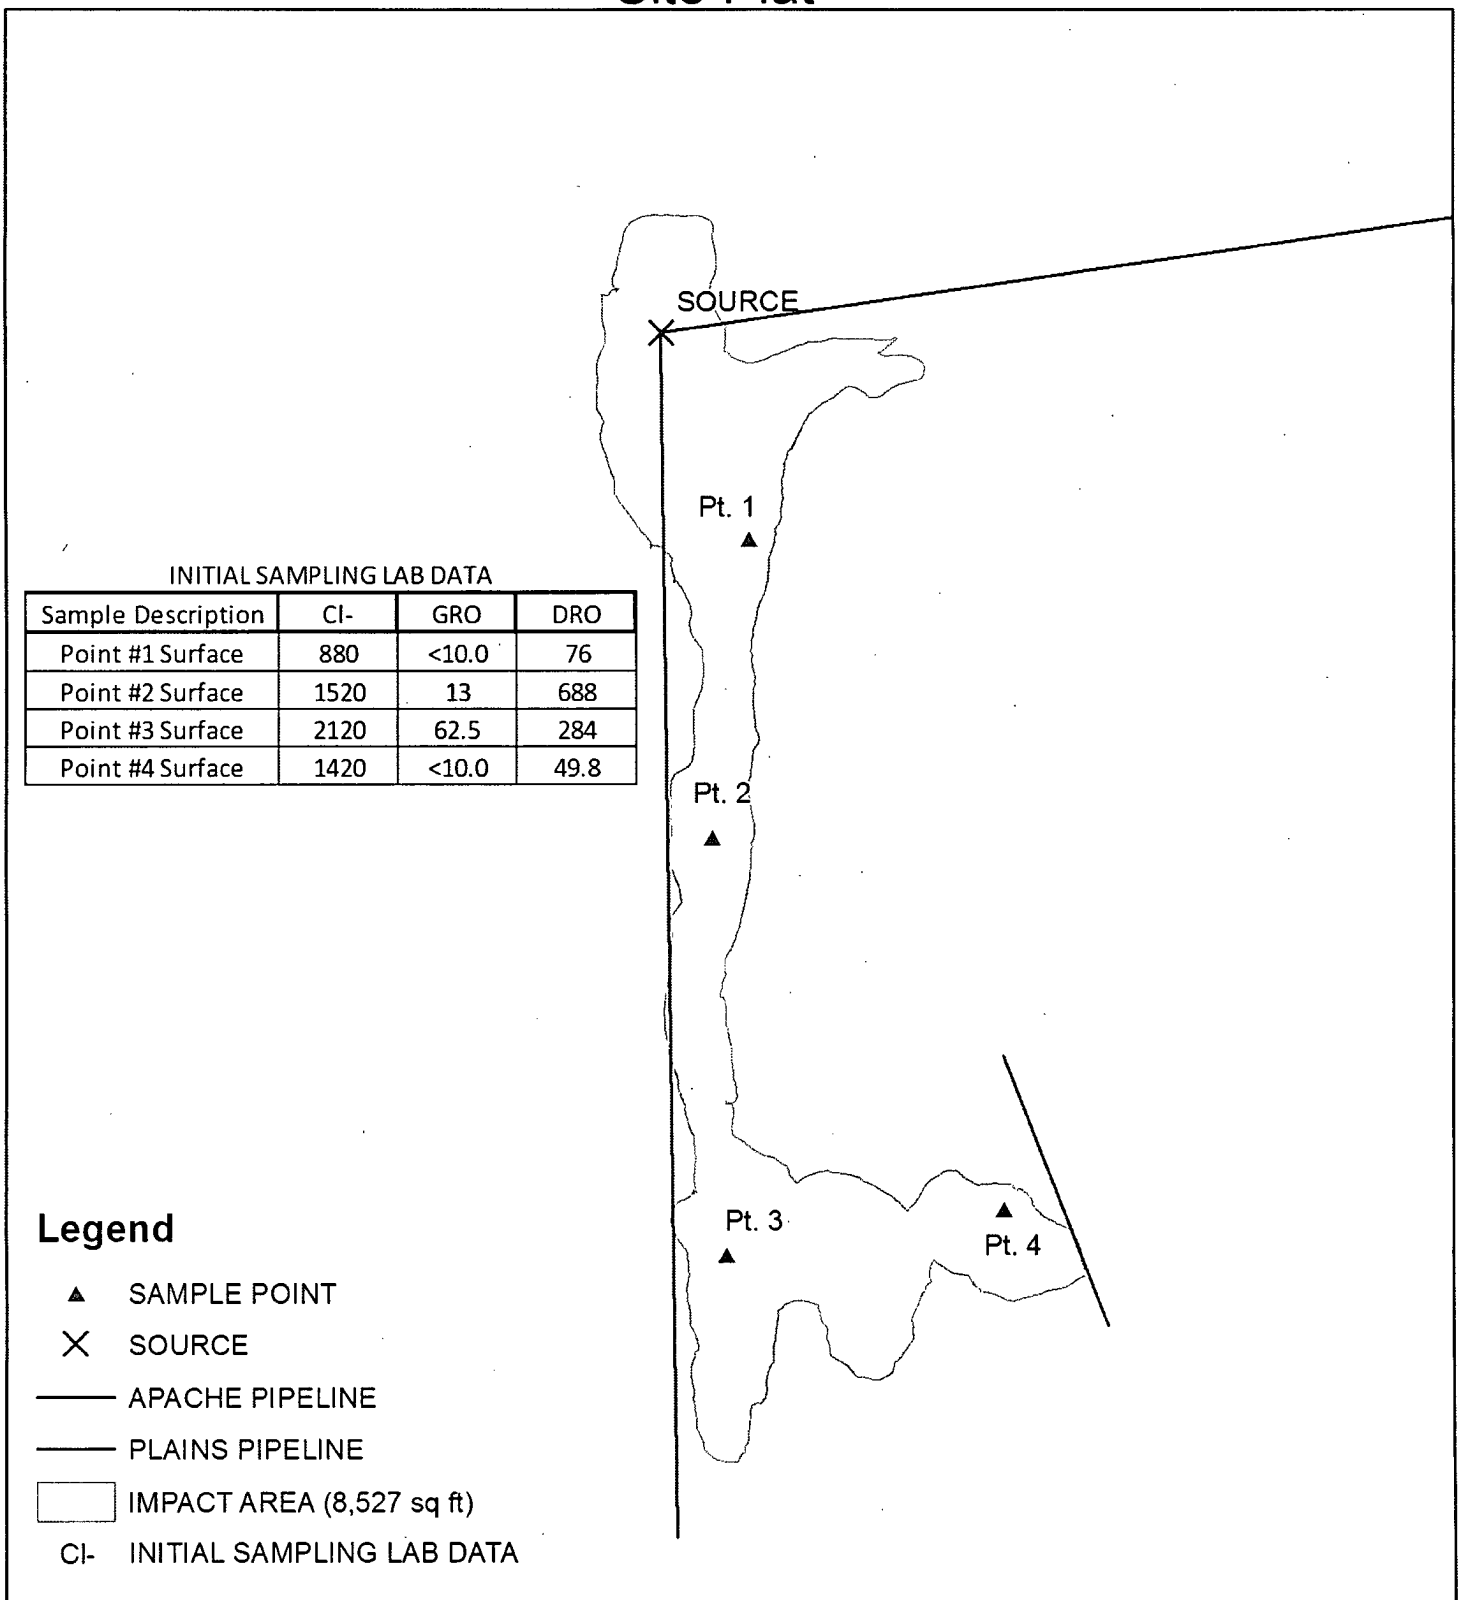 SOURCE
Pt. 1
INITIAL SAMPLING LAB DATA
Sample Description Cl- GRO DRO
Point #1 Surface 880 <10.0 76
Point #2 Surface 1520 13 688
Point #3 Surface 2120 62.5 284
Point #4 Surface 1420 <10.0 49.8
Pt. 2
Pt. 3
Pt. 4
Legend
SAMPLE POINT
SOURCE
APACHE PIPELINE
PLAINS PIPELINE
IMPACT AREA (8,527 sq ft)
Cl- INITIAL SAMPLING LAB DATA